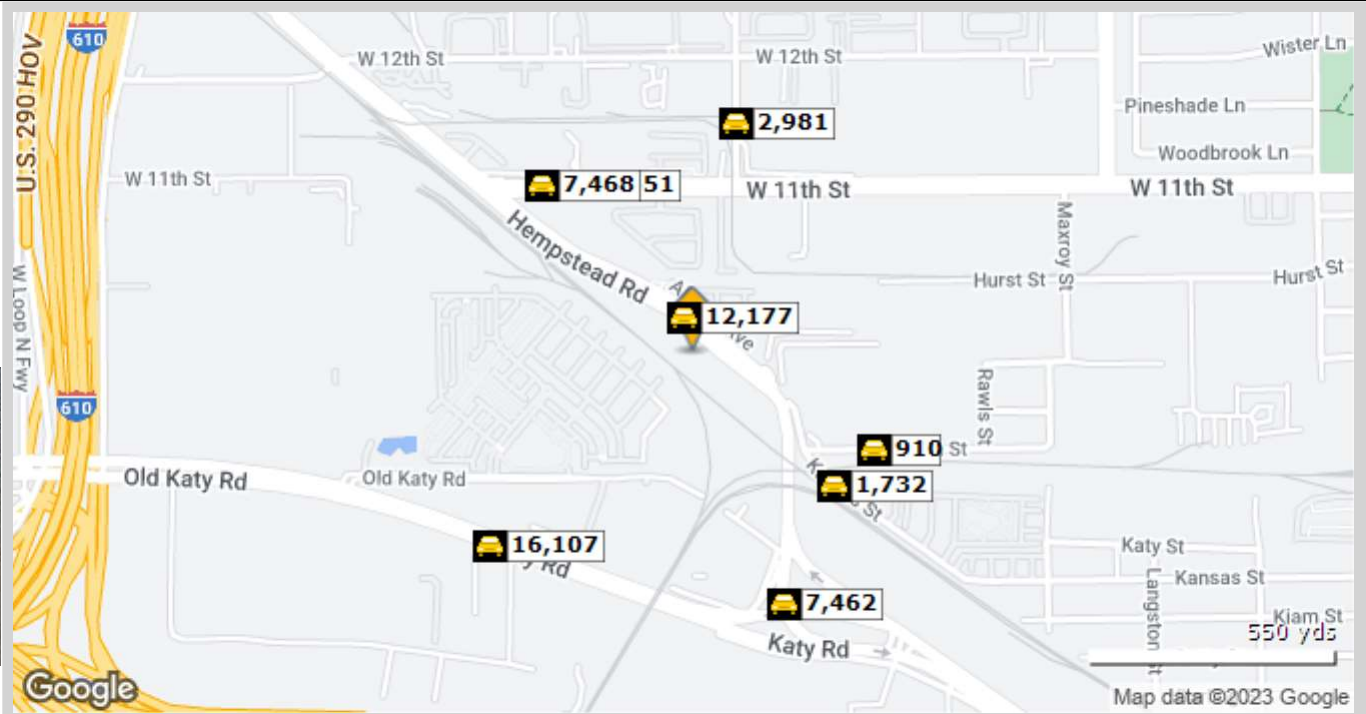 610
U.S. 290 HOV
W 12th St
W 12th St
Wister Ln
2,981
Pineshade Ln
Woodbrook Ln
W 11th St
7,468 51
W 11th St
W 11th St
Hempstead Rd
Maxroy St
W Loop N Fwy
Hurst St
Hurst St
12,177
610
Rawls St
910 St
1,732
Old Katy Rd
Old Katy Rd
16,107
Rd
Katy St
Kansas St
Langston St
7,462
Kiam St
550 yds
Katy Rd
Google
Map data ©2023 Google